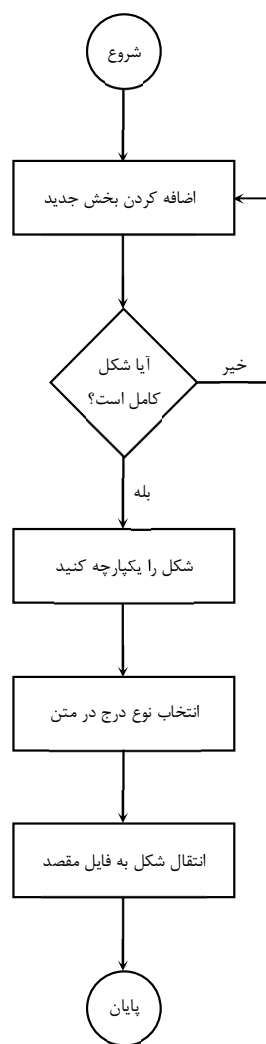 شروع
اضافه کردن بخش جدید
آیا شکل
کامل است؟
خیر
بله
شکل را یکپارچه کنید
انتخاب نوع درج در متن
انتقال شکل به فایل مقصد
پایان